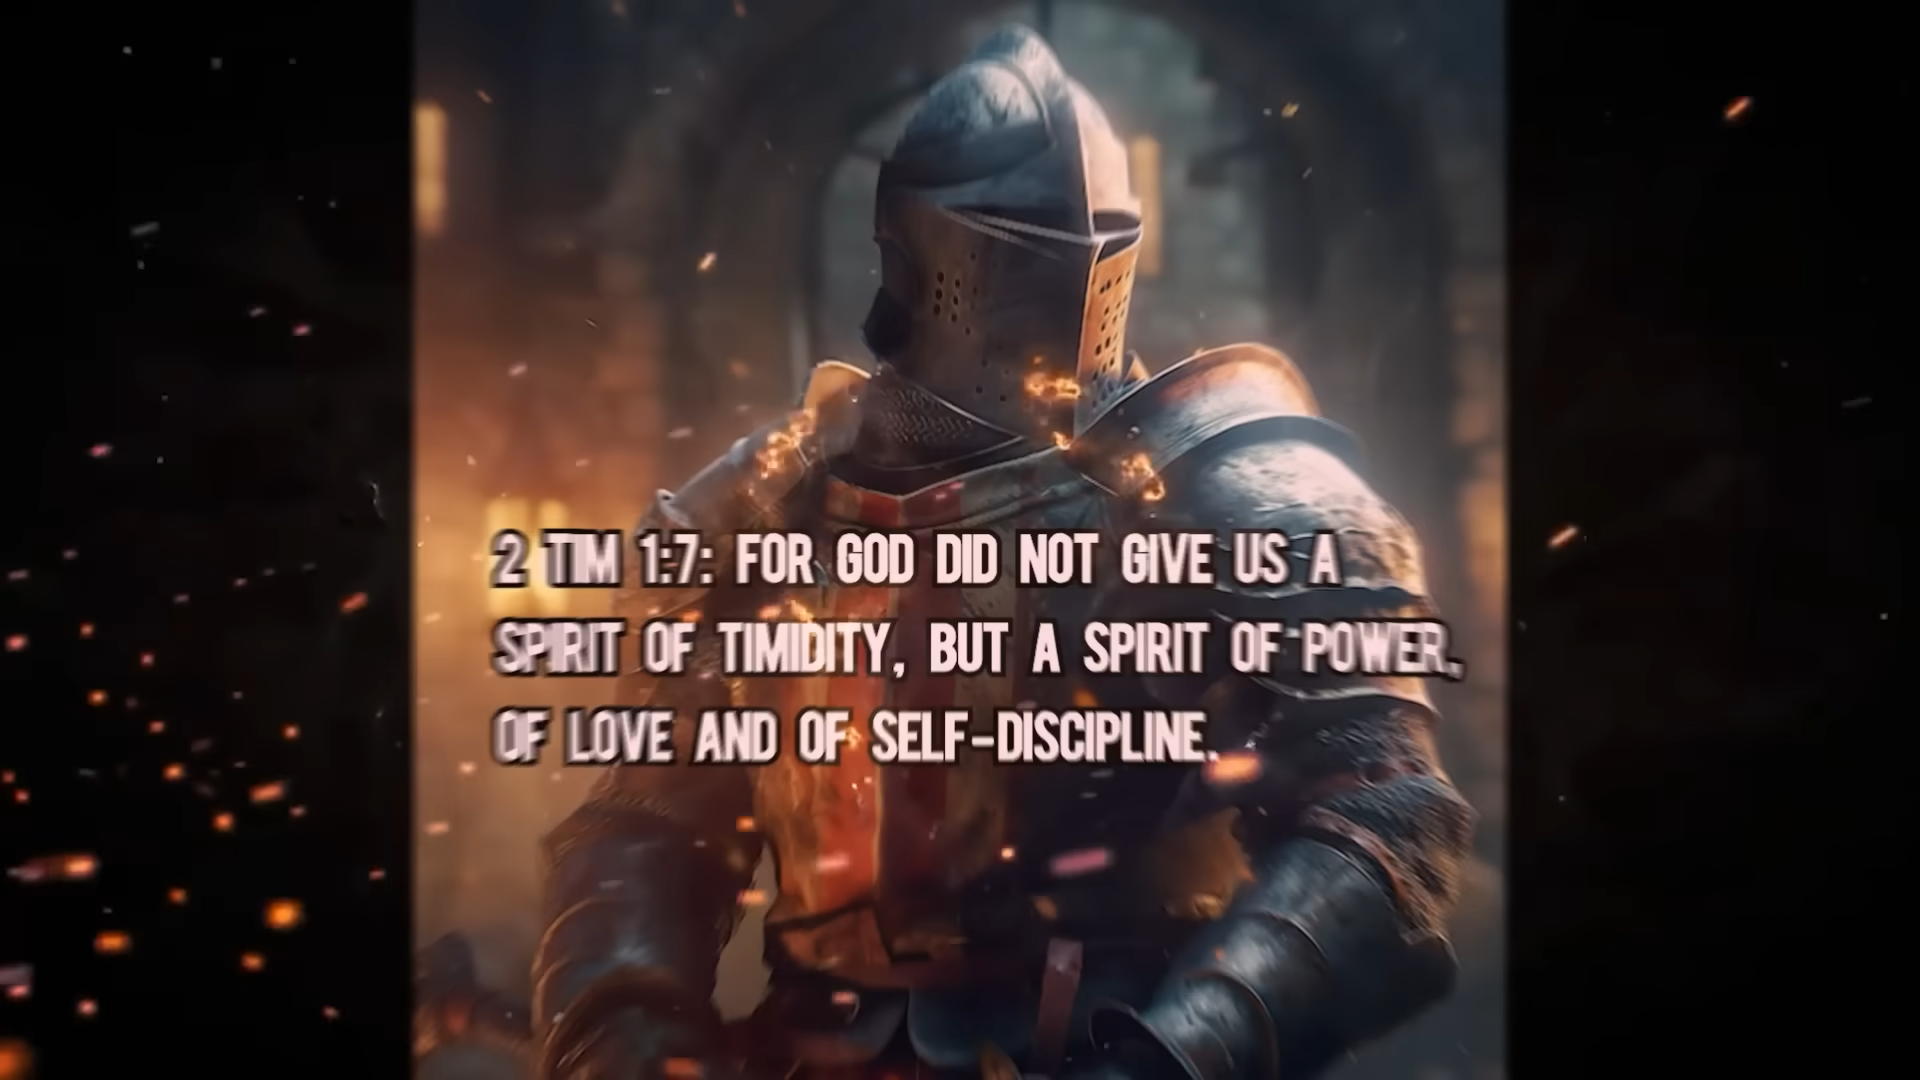 2 TIM 1:7: FOR GOD DID NOT GIVE US A
SPIRIT OF TIMIDITY, BUT A SPIRIT OF POWER,
OF LOVE AND OF SELF-DISCIPLINE.